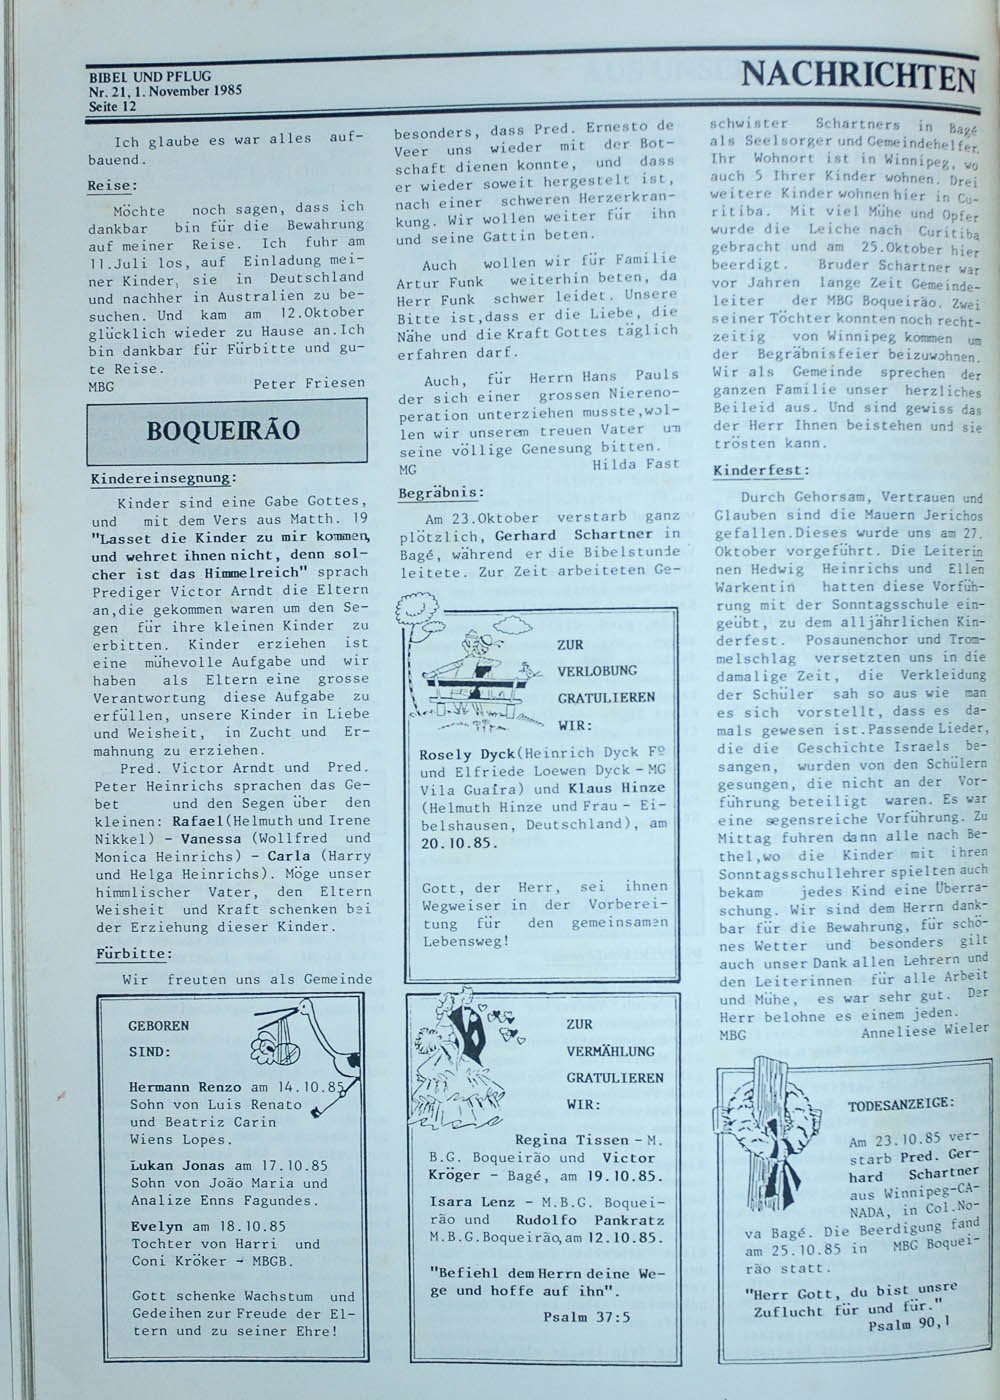 BIBEL UND PFLUG
Nr. 21, 1. November 1985
Seite 12
NACHRICHTEN
Ich glaube es war alles auf-
bauend.
Reise:
Möchte noch sagen, dass ich
dankbar bin für die Bewahrung
auf meiner Reise. Ich fuhr am
11.Juli los, auf Einladung mei-
ner Kinder, sie in Deutschland
und nachher in Australien zu be-
suchen. Und kam am 12.Oktober
glücklich wieder zu Hause an.Ich
bin dankbar für Fürbitte und gu-
te Reise.
MBG Peter Friesen
BOQUEIRÃO
Kindereinsegnung:
Kinder sind eine Gabe Gottes,
und mit dem Vers aus Matth. 19
"Lasset die Kinder zu mir kommen,
und wehret ihnen nicht, denn sol-
cher ist das Himmelreich" sprach
Prediger Victor Arndt die Eltern
an,die gekommen waren um den Se-
gen für ihre kleinen Kinder zu
erbitten. Kinder erziehen ist
eine mühevolle Aufgabe und wir
haben als Eltern eine grosse
Verantwortung diese Aufgabe zu
erfüllen, unsere Kinder in Liebe
und Weisheit, in Zucht und Er-
mahnung zu erziehen.
Pred. Victor Arndt und Pred.
Peter Heinrichs sprachen das Ge-
bet und den Segen über den
kleinen: Rafael(Helmuth und Irene
Nikkel) - Vanessa (Wollfred und
Monica Heinrichs) - Carla (Harry
und Helga Heinrichs). Möge unser
himmlischer Vater, den Eltern
Weisheit und Kraft schenken bei
der Erziehung dieser Kinder.
Fürbitte:
Wir freuten uns als Gemeinde
GEBOREN
SIND:
Hermann Renzo am 14.10.85
Sohn von Luis Renato
und Beatriz Carin
Wiens Lopes.
Lukan Jonas am 17.10.85
Sohn von João Maria und
Analize Enns Fagundes.
Evelyn am 18.10.85
Tochter von Harri und
Coni Kröker - MBGB.
Gott schenke Wachstum und
Gedeihen zur Freude der El-
tern und zu seiner Ehre!
besonders, dass Pred. Ernesto de
Veer uns wieder mit der Bot-
schaft dienen konnte, und dass
er wieder soweit hergestelt ist,
nach einer schweren Herzerkran-
kung. Wir wollen weiter für ihn
und seine Gattin beten.
Auch wollen wir für Familie
Artur Funk weiterhin beten, da
Herr Funk schwer leidet. Unsere
Bitte ist,dass er die Liebe, die
Nähe und die Kraft Gottes täglich
erfahren darf.
Auch, für Herrn Hans Pauls
der sich einer grossen Niereno-
peration unterziehen musste,wol-
len wir unserem treuen Vater um
seine völlige Genesung bitten.
MG Hilda Fast
Begräbnis:
Am 23.Oktober verstarb ganz
plötzlich, Gerhard Schartner in
Bagé, während er die Bibelstunde
leitete. Zur Zeit arbeiteten Ge-
ZUR
VERLOBUNG
GRATULIEREN
WIR:
Rosely Dyck(Heinrich Dyck Fº
und Elfriede Loewen Dyck - MG
Vila Guaíra) und Klaus Hinze
(Helmuth Hinze und Frau - Ei-
belshausen, Deutschland), am
20.10.85.
Gott, der Herr, sei ihnen
Wegweiser in der Vorberei-
tung für den gemeinsamen
Lebensweg!
ZUR
VERMÄHLUNG
GRATULIEREN
WIR:
Regina Tissen - M.
B.G. Boqueirão und Victor
Kröger - Bagé, am 19.10.85.
Isara Lenz - M.B.G. Boquei-
rão und Rudolfo Pankratz
M.B.G.Boqueirão,am 12.10.85.
"Befiehl dem Herrn deine We-
ge und hoffe auf ihn".
Psalm 37:5
schwister Schartners in Bagé
als Seelsorger und Gemeindehelfer.
Ihr Wohnort ist in Winnipeg, wo
auch 5 Ihrer Kinder wohnen. Drei
weitere Kinder wohnen hier in Cu-
ritiba. Mit viel Mühe und Opfer
wurde die Leiche nach Curitiba
gebracht und am 25.Oktober hier
beerdigt. Bruder Schartner war
vor Jahren lange Zeit Gemeinde-
leiter der MBG Boqueirão. Zwei
seiner Töchter konnten noch recht-
zeitig von Winnipeg kommen um
der Begräbnisfeier beizuwohnen.
Wir als Gemeinde sprechen der
ganzen Familie unser herzliches
Beileid aus. Und sind gewiss das
der Herr Ihnen beistehen und sie
trösten kann.
Kinderfest:
Durch Gehorsam, Vertrauen und
Glauben sind die Mauern Jerichos
gefallen.Dieses wurde uns am 27.
Oktober vorgeführt. Die Leiterin
nen Hedwig Heinrichs und Ellen
Warkentin hatten diese Vorfüh-
rung mit der Sonntagsschule ein-
geübt, zu dem alljährlichen Kin-
derfest. Posaunenchor und Trom-
melschlag versetzten uns in die
damalige Zeit, die Verkleidung
der Schüler sah so aus wie man
es sich vorstellt, dass es da-
mals gewesen ist.Passende Lieder,
die die Geschichte Israels be-
sangen, wurden von den Schülern
gesungen, die nicht an der Vor-
führung beteiligt waren. Es war
eine segensreiche Vorführung. Zu
Mittag fuhren dann alle nach Be-
thel,wo die Kinder mit ihren
Sonntagsschullehrer spielten auch
bekam jedes Kind eine Überra-
schung. Wir sind dem Herrn dank-
bar für die Bewahrung, für schö-
nes Wetter und besonders gilt
auch unser Dank allen Lehrern und
den Leiterinnen für alle Arbeit
und Mühe, es war sehr gut. Der
Herr belohne es einem jeden.
MBG Anneliese Wieler
TODESANZEIGE:
Am 23.10.85 ver-
starb Pred. Ger-
hard Schartner
aus Winnipeg-CA-
NADA, in Col.No-
va Bagé. Die Beerdigung fand
am 25.10.85 in MBG Boquei-
rão statt.
"Herr Gott, du bist unsre
Zuflucht für und für."
Psalm 90,1